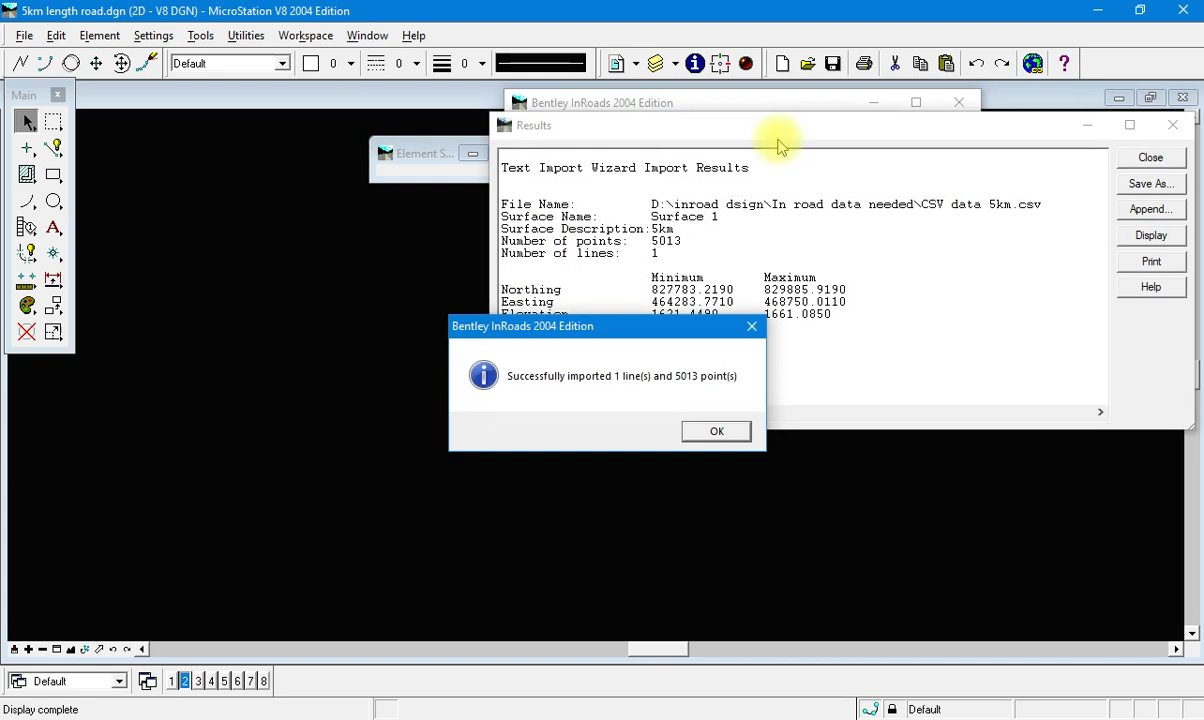 5km length road.dgn (2D - V8 DGN) - MicroStation V8 2004 Edition
File Edit Element Settings Tools Utilities Workspace Window Help
Default 0 0 0
Main
Bentley InRoads 2004 Edition
Results
Element S...
Text Import Wizard Import Results
Close
Save As...
Append...
Display
Print
Help
File Name: D:\inroad dsign\In road data needed\CSV data 5km.csv
Surface Name: Surface 1
Surface Description: 5km
Number of points: 5013
Number of lines: 1
Minimum Maximum
Northing 827783.2190 829885.9190
Easting 464283.7710 468750.0110
Elevation 1621.4490 1661.0850
Bentley InRoads 2004 Edition
Successfully imported 1 line(s) and 5013 point(s)
OK
Default 1 2 3 4 5 6 7 8
Display complete Default